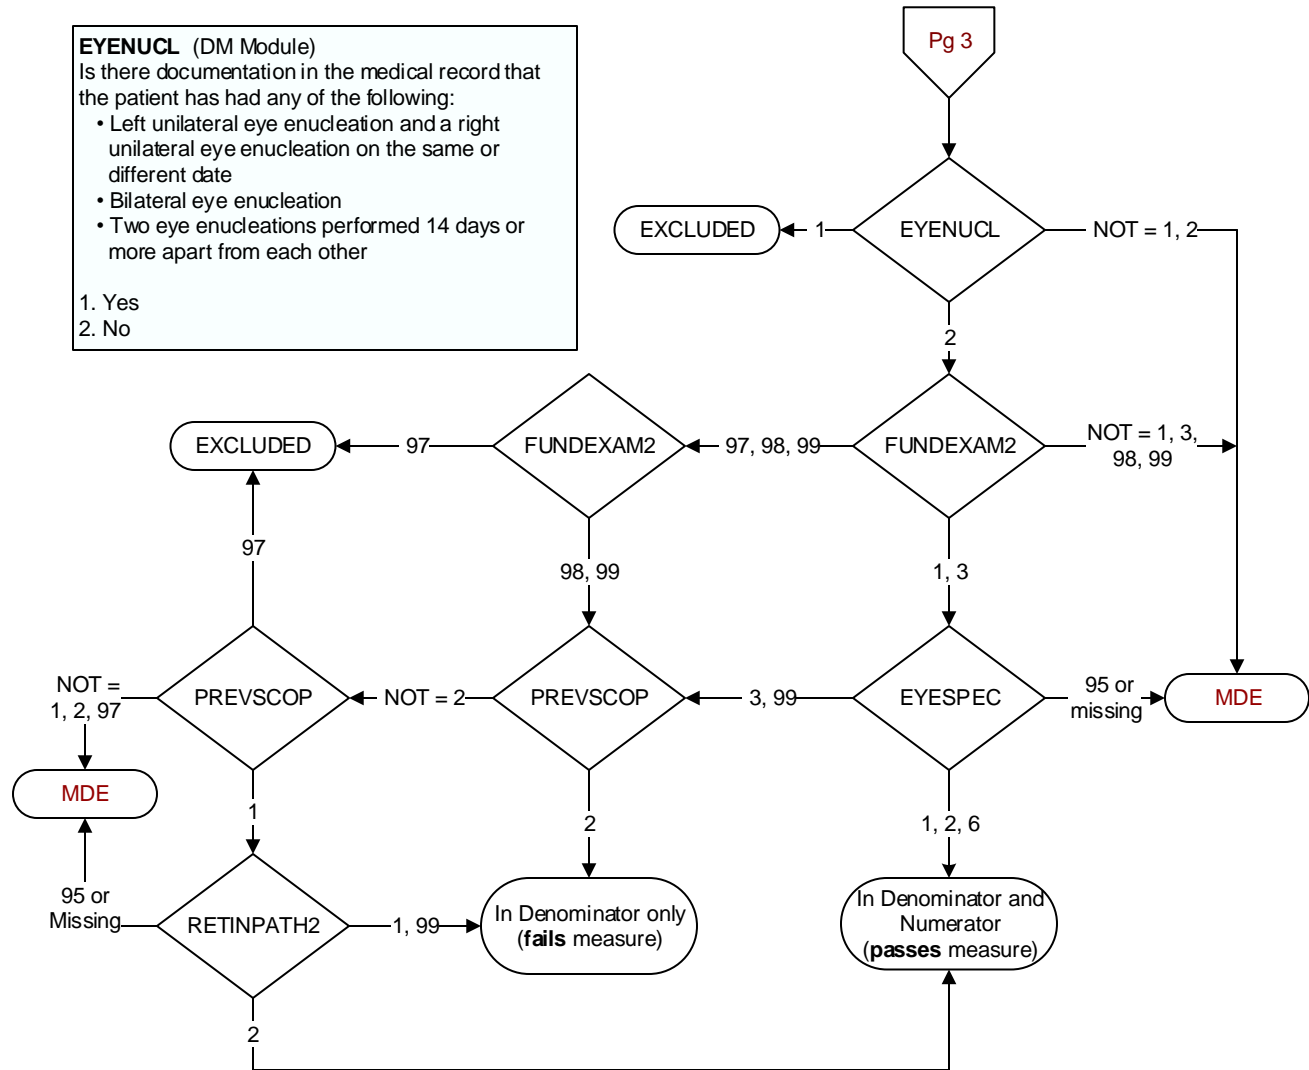 EYENUCL (DM Module)
Is there documentation in the medical record that
the patient has had any of the following:
• Left unilateral eye enucleation and a right
unilateral eye enucleation on the same or
different date
• Bilateral eye enucleation
• Two eye enucleations performed 14 days or
more apart from each other
1. Yes
2. No
Pg 3
EXCLUDED
1
EYENUCL
NOT = 1, 2
2
EXCLUDED
97
FUNDEXAM2
97, 98, 99
FUNDEXAM2
NOT = 1, 3,
98, 99
97
98, 99
1, 3
NOT =
1, 2, 97
PREVSCOP
NOT = 2
PREVSCOP
3, 99
EYESPEC
95 or
missing
MDE
MDE
1
2
1, 2, 6
95 or
Missing
RETINPATH2
1, 99
In Denominator only
(fails measure)
In Denominator and
Numerator
(passes measure)
2